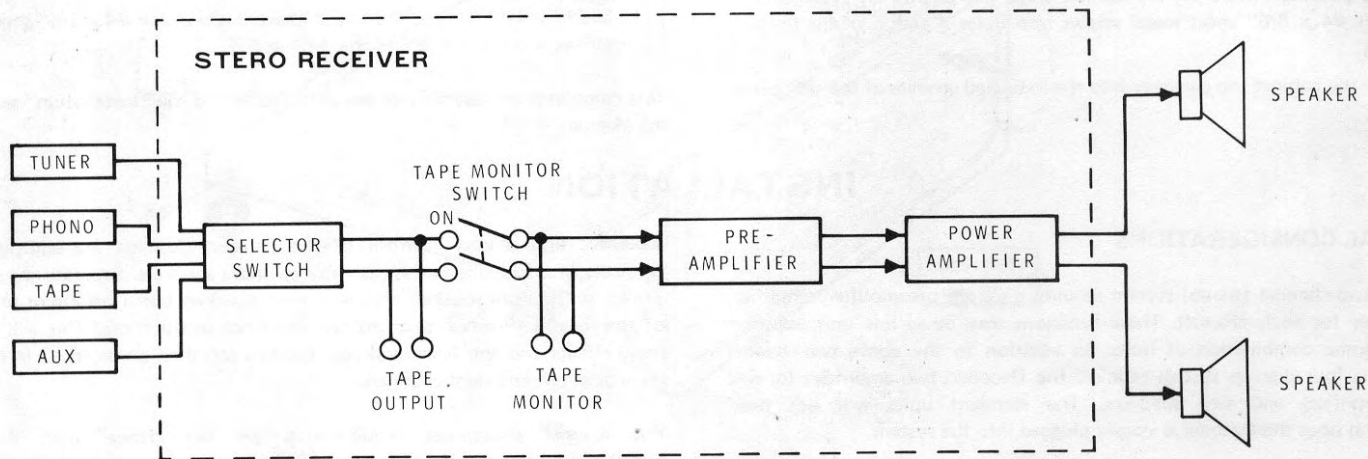 STERO RECEIVER
TUNER
PHONO
TAPE
AUX
SELECTOR
SWITCH
TAPE MONITOR
SWITCH
ON
TAPE
OUTPUT
TAPE
MONITOR
PRE-
AMPLIFIER
POWER
AMPLIFIER
SPEAKER
SPEAKER